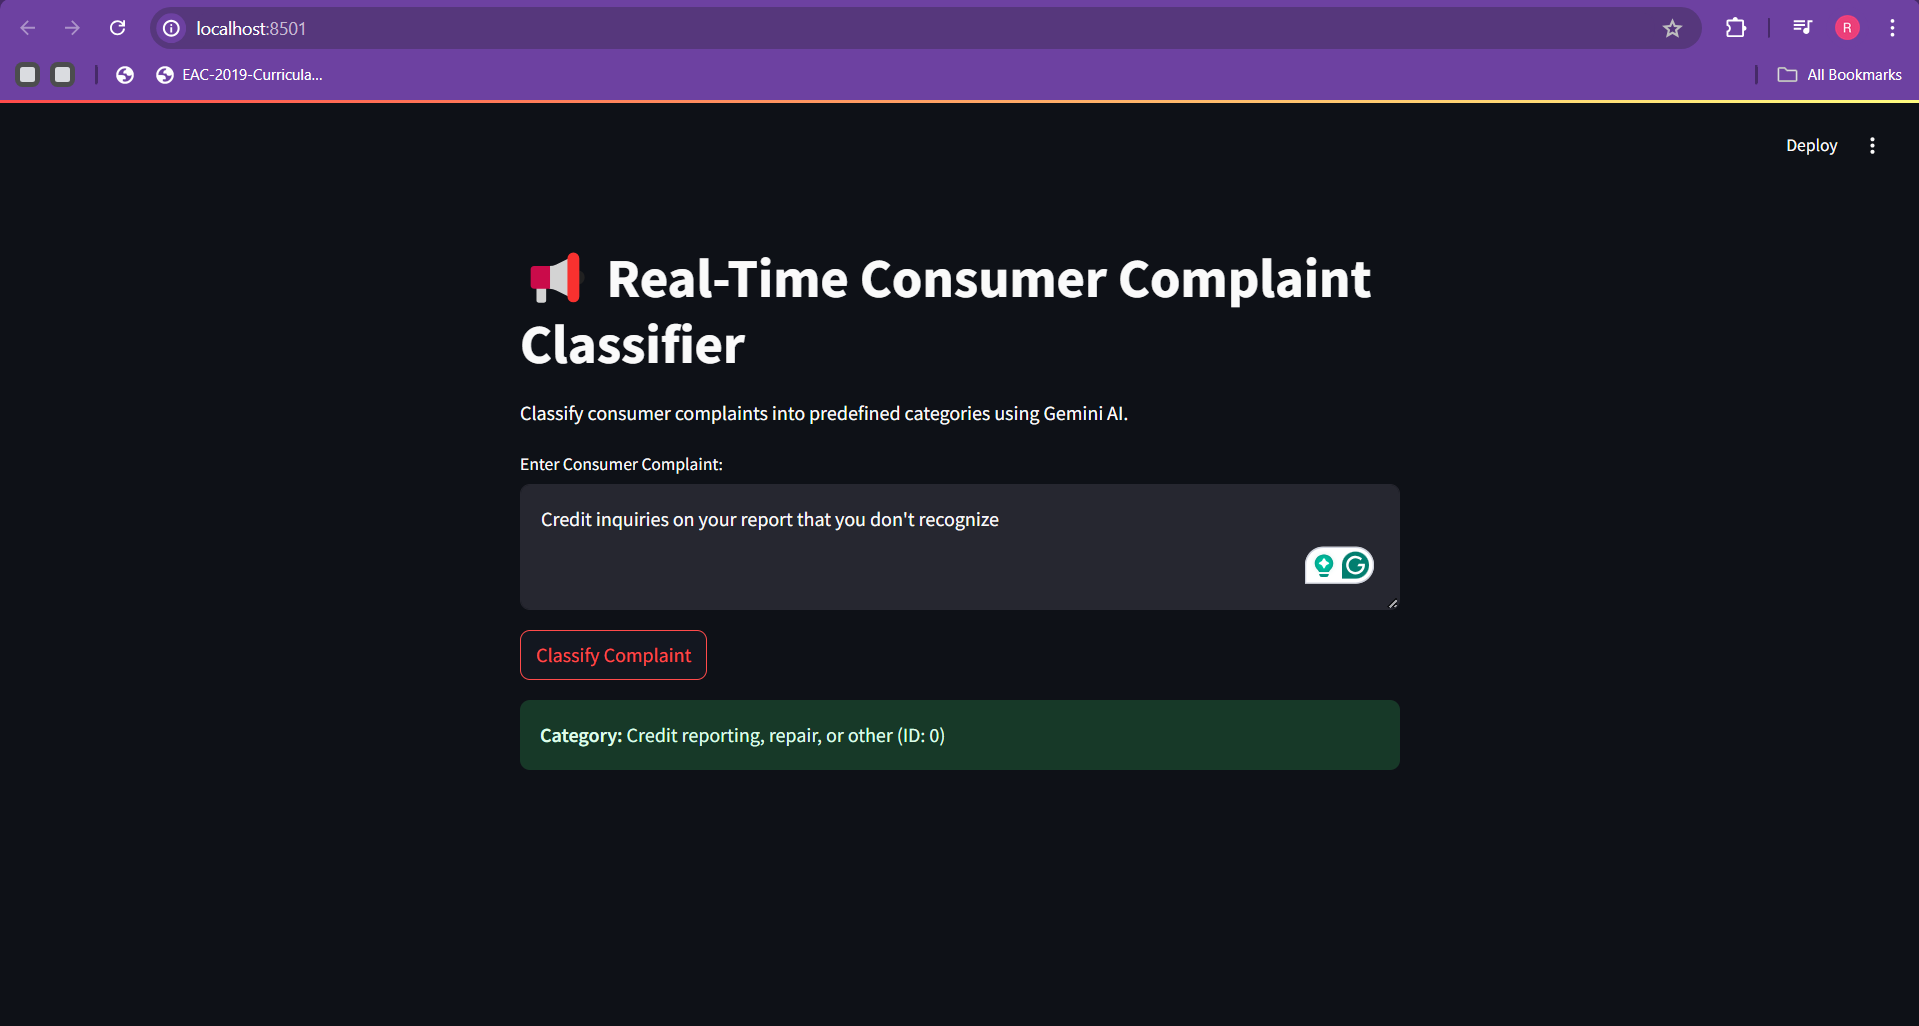 localhost:8501
R
EAC-2019-Curricula...
All Bookmarks
Deploy
Real-Time Consumer Complaint
Classifier
Classify consumer complaints into predefined categories using Gemini AI.
Enter Consumer Complaint:
Credit inquiries on your report that you don't recognize
Classify Complaint
Category: Credit reporting, repair, or other (ID: 0)